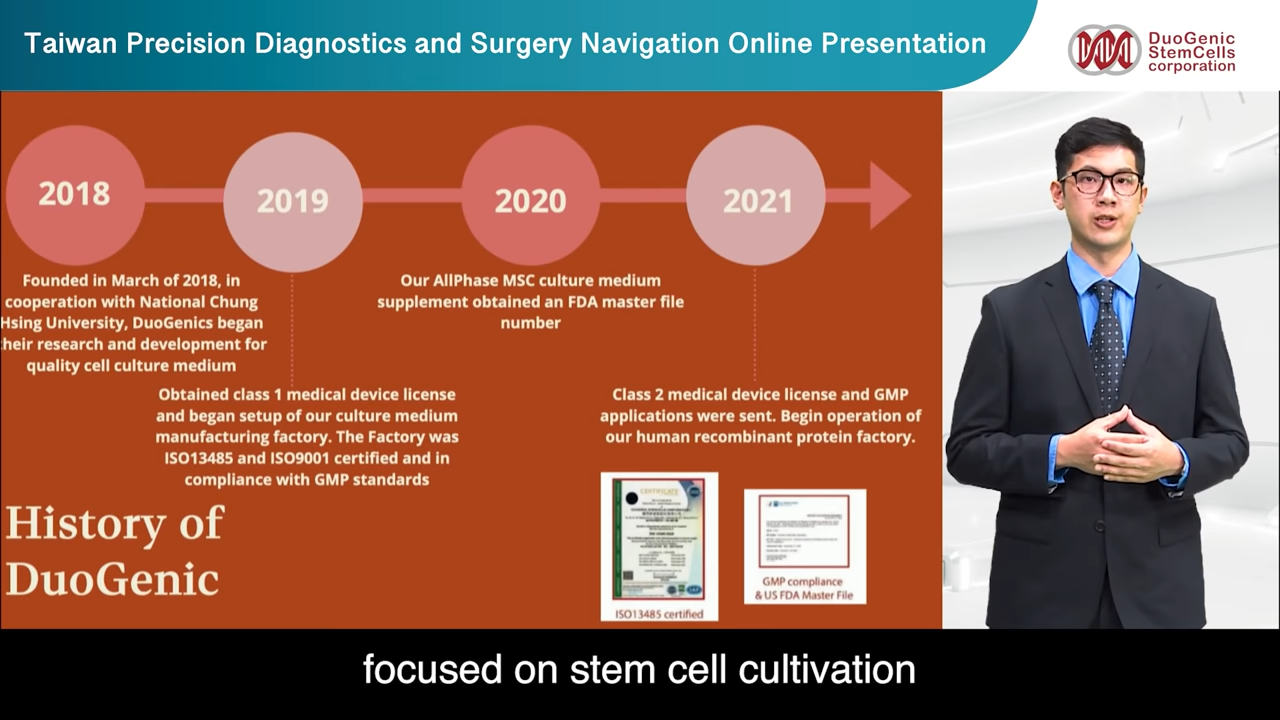 Taiwan Precision Diagnostics and Surgery Navigation Online Presentation
DuoGenic
StemCells
corporation
2018
2019
2020
2021
Founded in March of 2018, in
cooperation with National Chung
Hsing University, DuoGenics began
heir research and development for
quality cell culture medium
Our AllPhase MSC culture medium
supplement obtained an FDA master file
number
Obtained class 1 medical device license
and began setup of our culture medium
manufacturing factory. The Factory was
ISO13485 and ISO9001 certified and in
compliance with GMP standards
Class 2 medical device license and GMP
applications were sent. Begin operation of
our human recombinant protein factory.
History of
DuoGenic
CERTIFICATE
ISO13485 certified
GMP compliance
& US FDA Master File
focused on stem cell cultivation